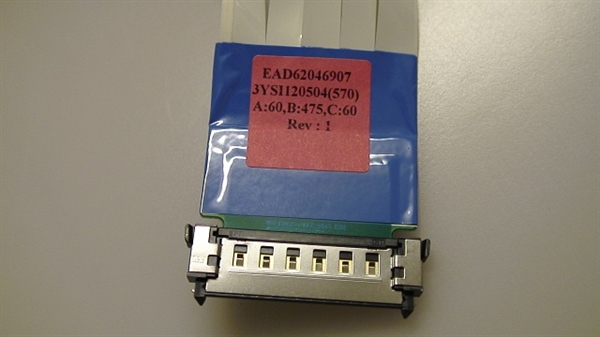 EAD62046907
3YSI120504(570)
A:60,B:475,C:60
Rev : 1